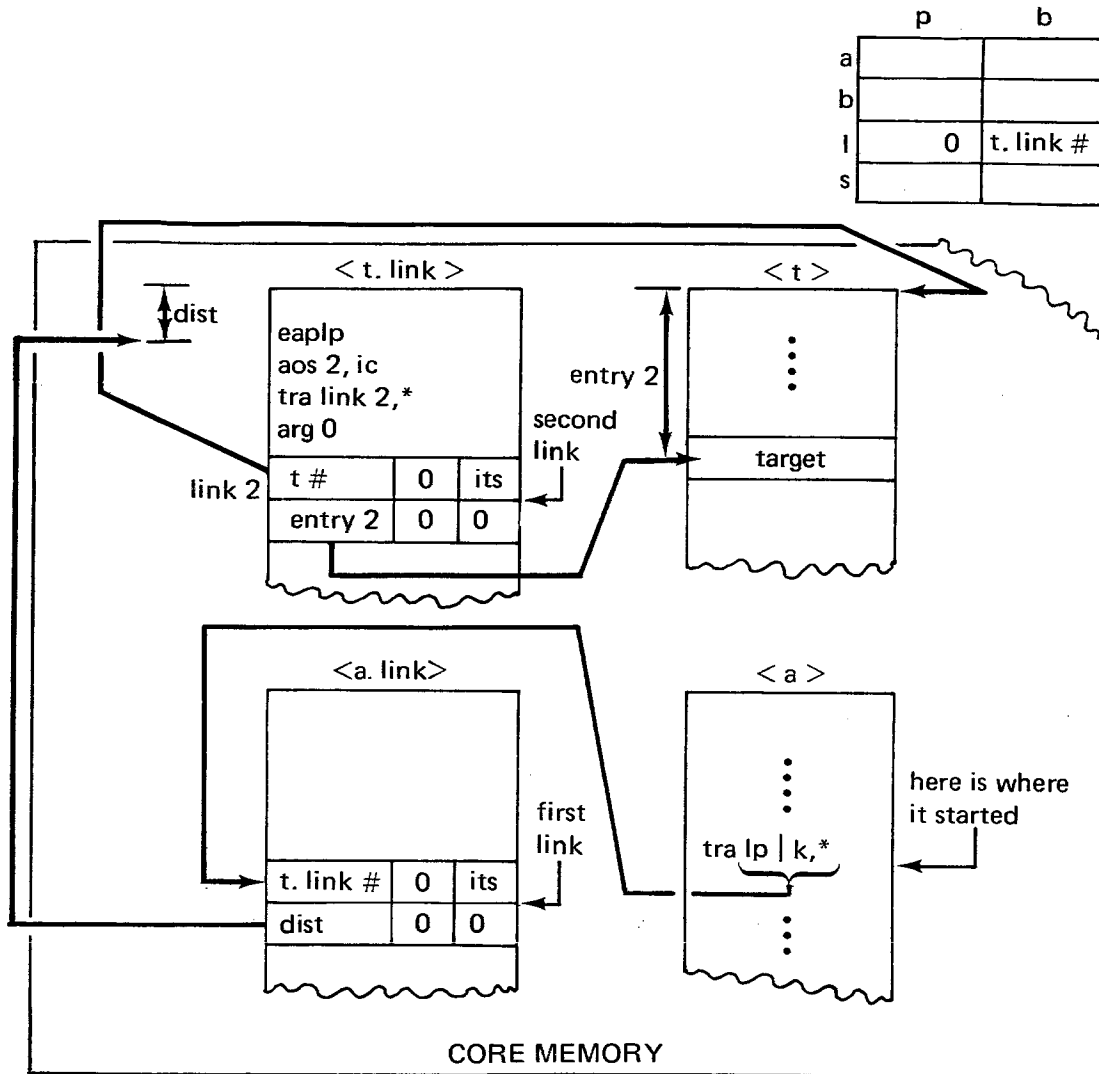 p b
a
b
l 0 t. link #
s
< t. link >
< t >
dist
eaplp
aos 2, ic
tra link 2,*
arg 0
entry 2
second
link
link 2
t # 0 its
entry 2 0 0
target
<a. link>
< a >
first
link
here is where
it started
tra lp | k,*
t. link # 0 its
dist 0 0
CORE MEMORY